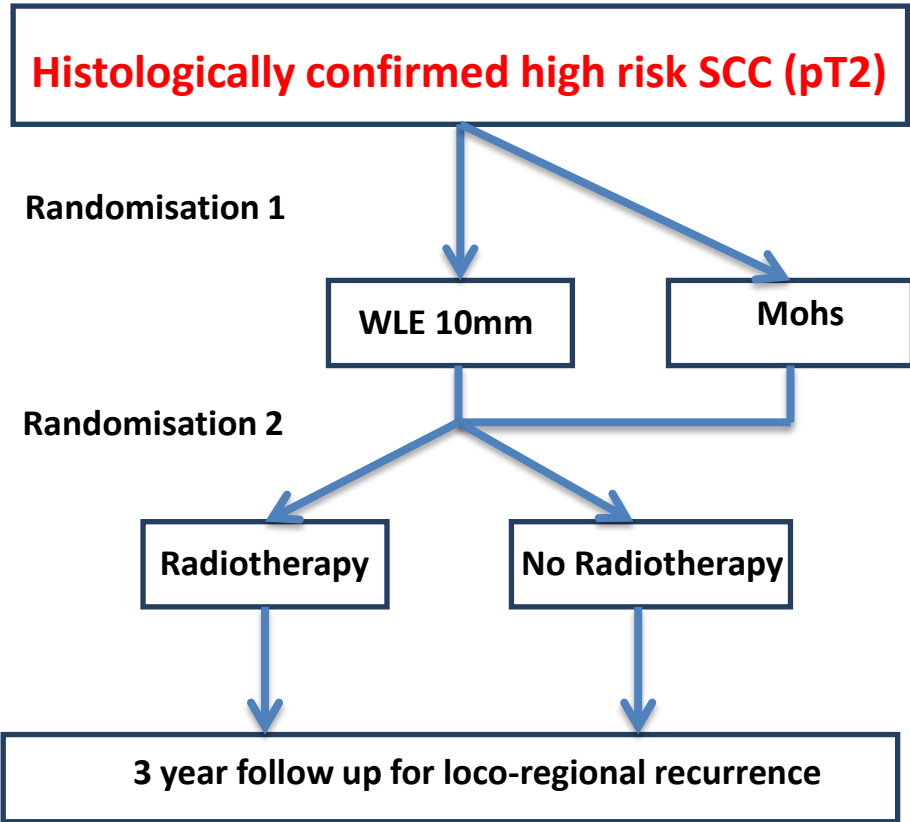 Histologically confirmed high risk SCC (pT2)
Randomisation 1
WLE 10mm
Mohs
Randomisation 2
Radiotherapy
No Radiotherapy
3 year follow up for loco-regional recurrence